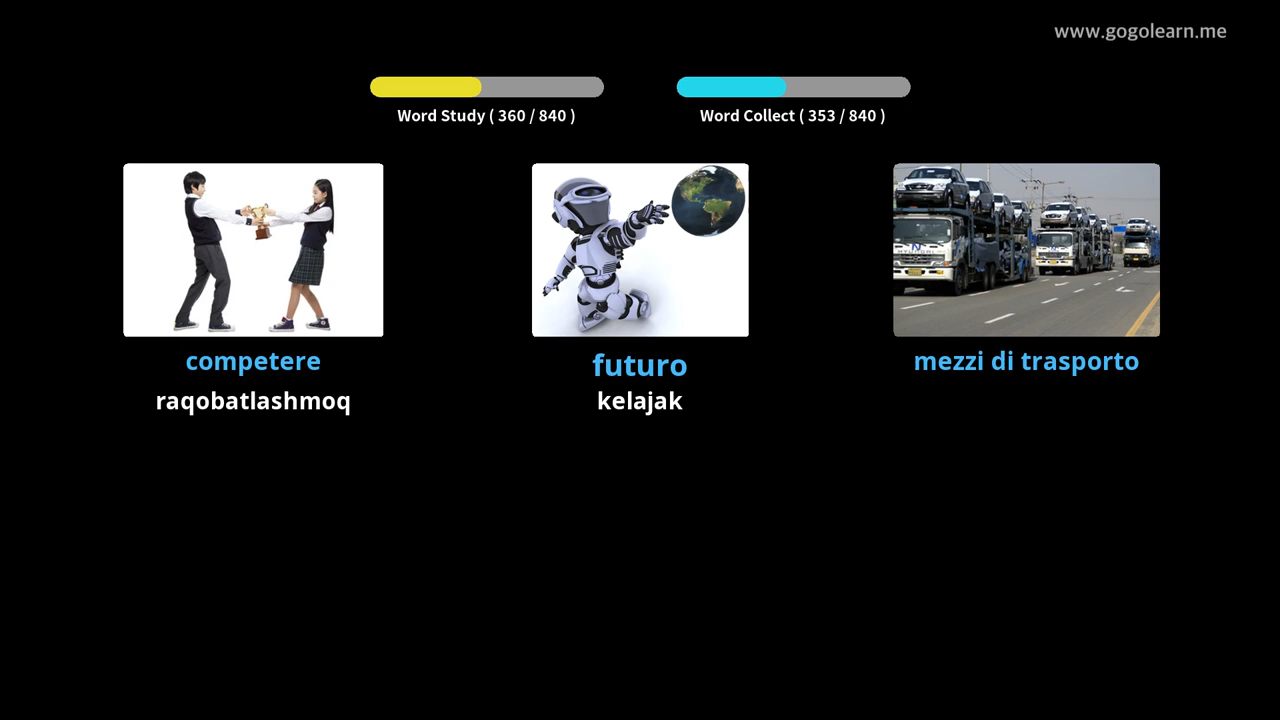 www.gogolearn.me
Word Study ( 360 / 840 )
Word Collect ( 353 / 840 )
competere
raqobatlashmoq
futuro
kelajak
mezzi di trasporto